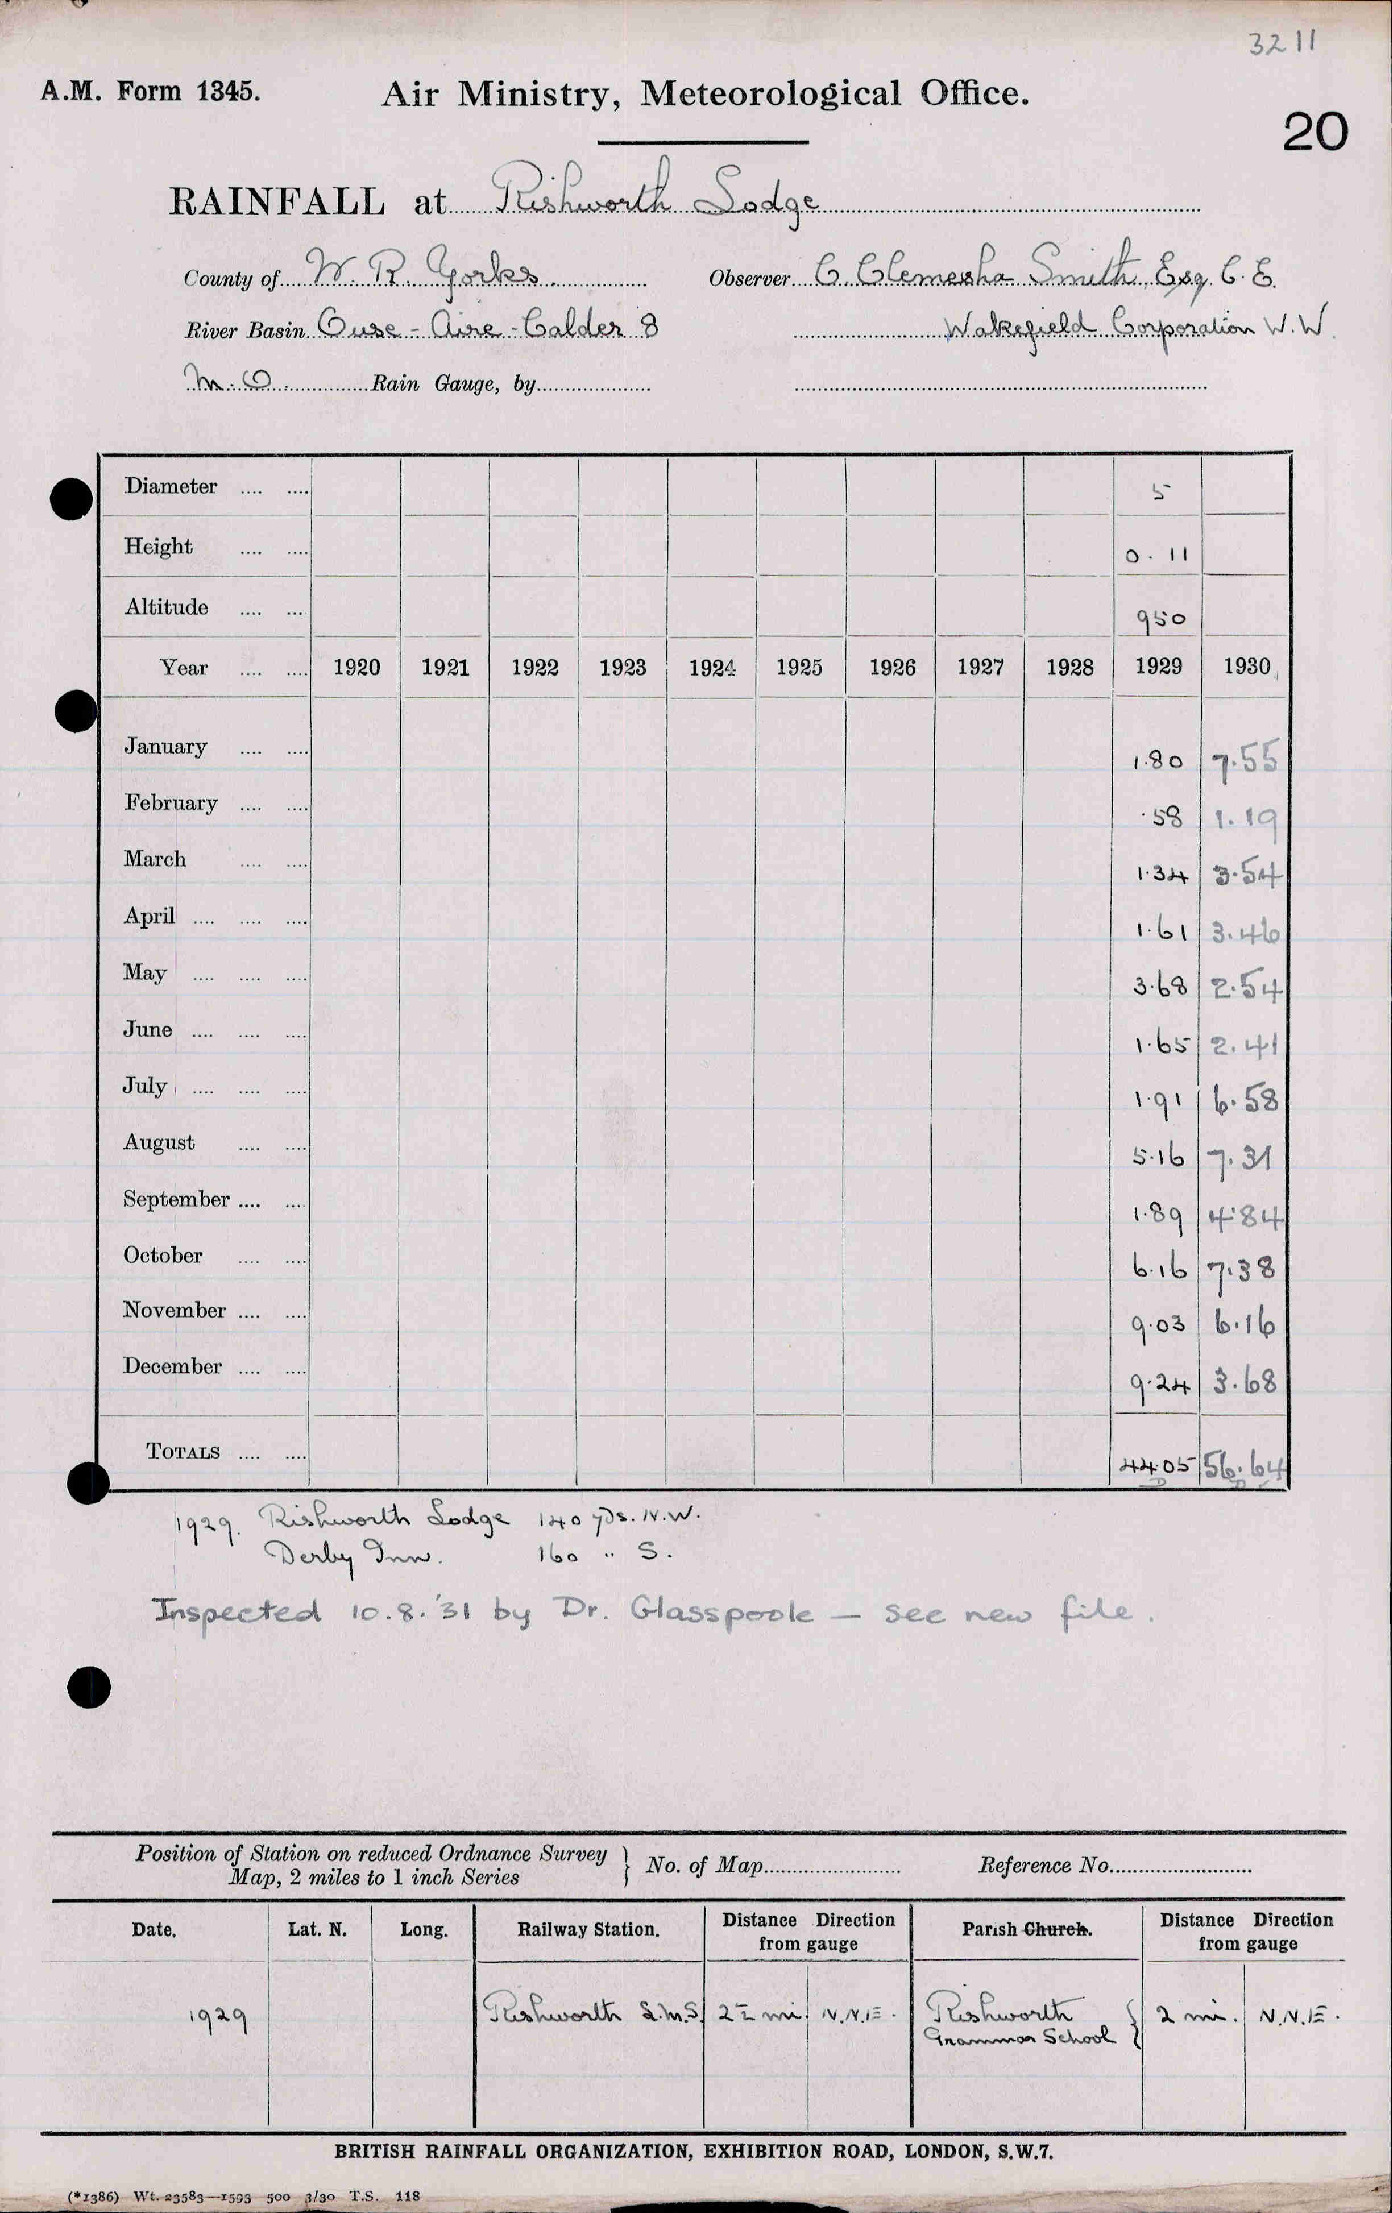 3211
A.M. Form 1345. Air Ministry, Meteorological Office.
20
RAINFALL at Rishworth Lodge
County of W. R. Yorks. Observer C. Clemesha Smith, Esq. C. E.
River Basin Ouse - Aire - Calder 8 Wakefield Corporation W. W.
M. O. Rain Gauge, by
Diameter .... .... 5
Height .... .... 0. 11
Altitude .... .... 950
Year .... .... 1920 1921 1922 1923 1924 1925 1926 1927 1928 1929 1930
January .... .... 1.80 7.55
February .... .... .58 1.19
March .... .... 1.34 3.54
April .... .... .... 1.61 3.46
May .... .... .... 3.68 2.54
June .... .... .... 1.65 2.41
July .... .... .... 1.91 6.58
August .... .... 5.16 7.31
September .... .... 1.89 4.84
October .... .... 6.16 7.38
November .... .... 9.03 6.16
December .... .... 9.24 3.68
TOTALS .... .... 44.05 56.64
1929. Rishworth Lodge 140 yds. N.W.
Derby Inn. 160 " S.
Inspected 10.8.'31 by Dr. Glasspoole — see new file.
Position of Station on reduced Ordnance Survey
Map, 2 miles to 1 inch Series } No. of Map Reference No.
Date. Lat. N. Long. Railway Station. Distance Direction from gauge Parish Church. Distance Direction from gauge
1929 Rishworth L.M.S. 2½ mi. N.N.E. Rishworth Grammar School } 2 mi. N.N.E.
BRITISH RAINFALL ORGANIZATION, EXHIBITION ROAD, LONDON, S.W.7.
(*1386) Wt. 23583—1593 500 3/30 T.S. 118